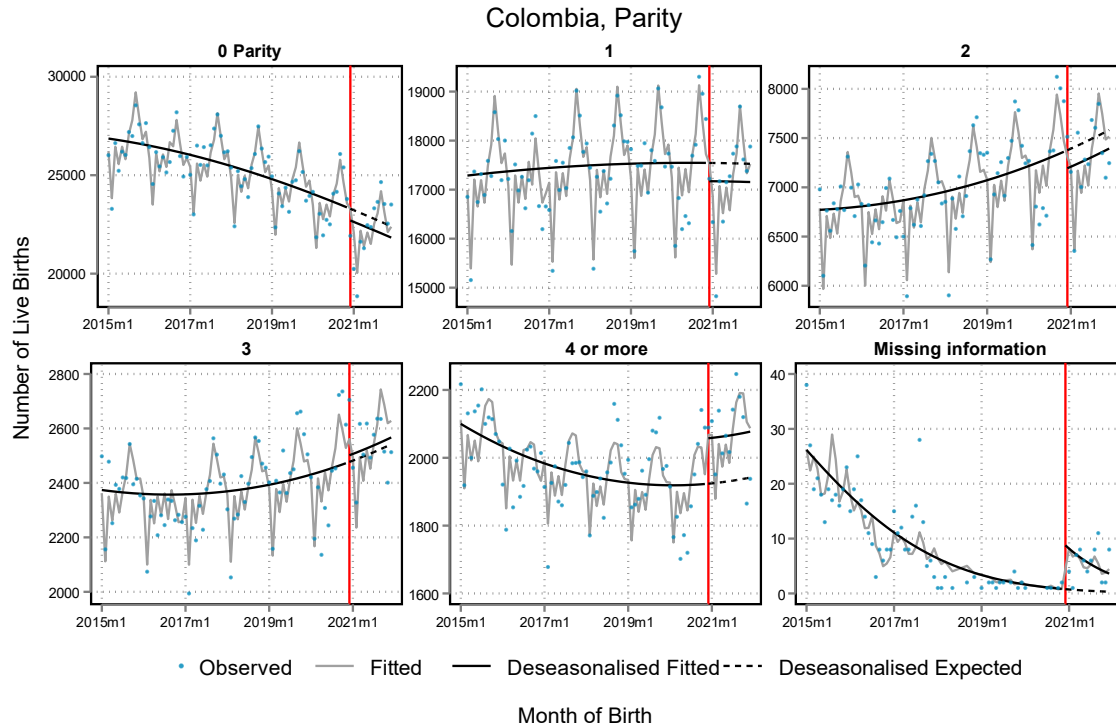 Colombia, Parity
Number of Live Births
0 Parity
30000
25000
20000
2015m1 2017m1 2019m1 2021m1
1
19000
18000
17000
16000
15000
2015m1 2017m1 2019m1 2021m1
2
8000
7500
7000
6500
6000
2015m1 2017m1 2019m1 2021m1
3
2800
2600
2400
2200
2000
2015m1 2017m1 2019m1 2021m1
4 or more
2200
2000
1800
1600
2015m1 2017m1 2019m1 2021m1
Missing information
40
30
20
10
0
2015m1 2017m1 2019m1 2021m1
Observed Fitted Deseasonalised Fitted Deseasonalised Expected
Month of Birth